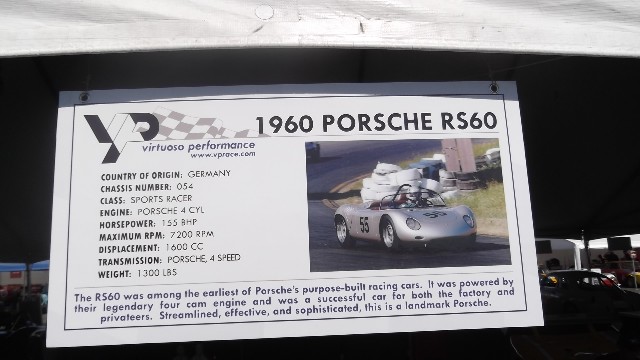 VP
virtuoso performance
www.vprace.com
1960 PORSCHE RS60
COUNTRY OF ORIGIN: GERMANY
CHASSIS NUMBER: 054
CLASS: SPORTS RACER
ENGINE: PORSCHE 4 CYL
HORSEPOWER: 155 BHP
MAXIMUM RPM: 7200 RPM
DISPLACEMENT: 1600 CC
TRANSMISSION: PORSCHE, 4 SPEED
WEIGHT: 1300 LBS
55
55
The RS60 was among the earliest of Porsche's purpose-built racing cars. It was powered by
their legendary four cam engine and was a successful car for both the factory and
privateers. Streamlined, effective, and sophisticated, this is a landmark Porsche.